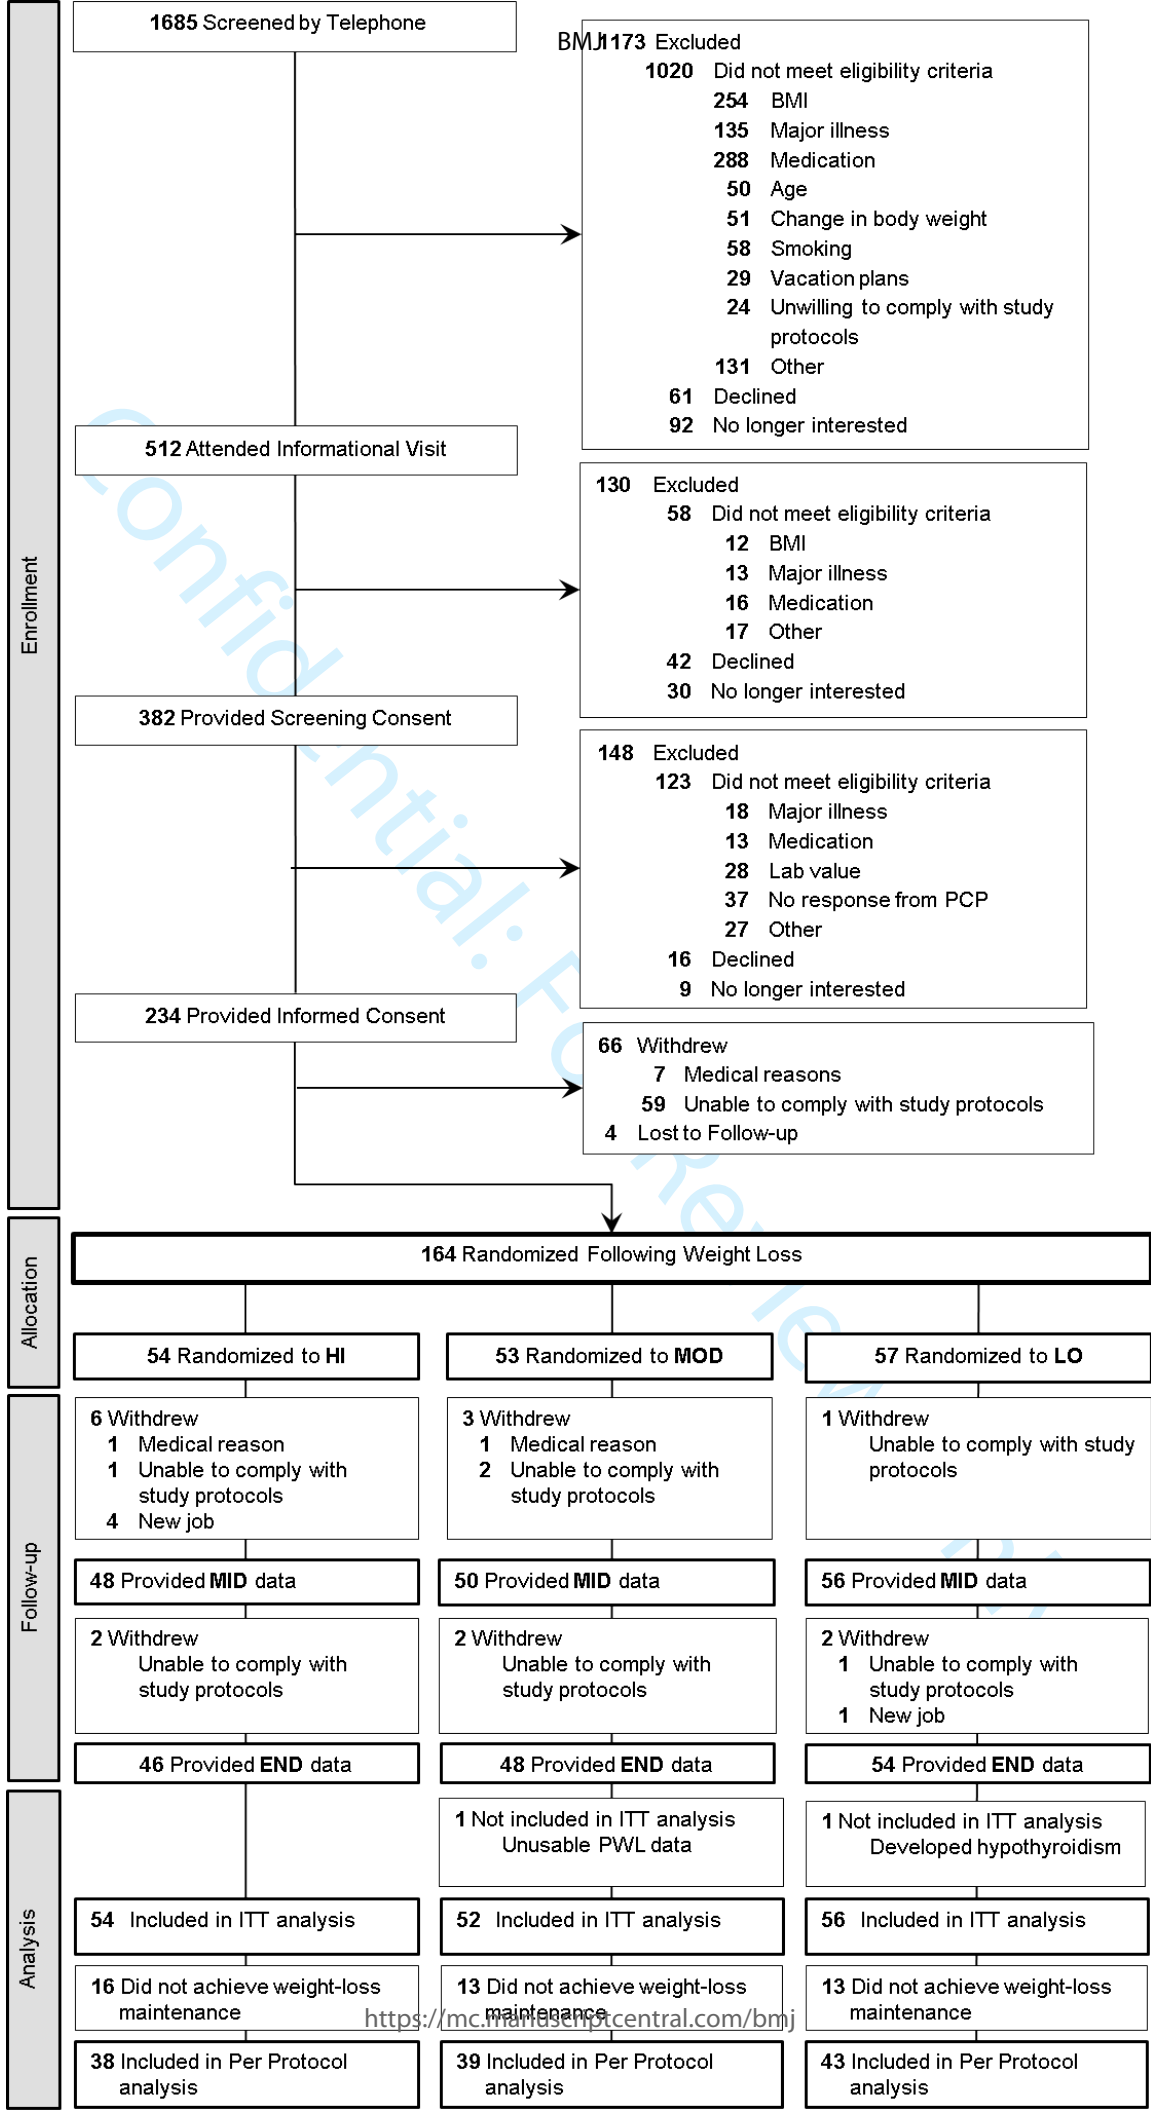 1685 Screened by Telephone
BMJ
1173 Excluded
1020 Did not meet eligibility criteria
254 BMI
135 Major illness
288 Medication
50 Age
51 Change in body weight
58 Smoking
29 Vacation plans
24 Unwilling to comply with study
protocols
131 Other
61 Declined
92 No longer interested
Enrollment
512 Attended Informational Visit
130 Excluded
58 Did not meet eligibility criteria
12 BMI
13 Major illness
16 Medication
17 Other
42 Declined
30 No longer interested
382 Provided Screening Consent
148 Excluded
123 Did not meet eligibility criteria
18 Major illness
13 Medication
28 Lab value
37 No response from PCP
27 Other
16 Declined
9 No longer interested
234 Provided Informed Consent
66 Withdrew
7 Medical reasons
59 Unable to comply with study protocols
4 Lost to Follow-up
Confidential: For Review Only
Allocation
164 Randomized Following Weight Loss
54 Randomized to HI
53 Randomized to MOD
57 Randomized to LO
Follow-up
6 Withdrew
1 Medical reason
1 Unable to comply with
study protocols
4 New job
3 Withdrew
1 Medical reason
2 Unable to comply with
study protocols
1 Withdrew
Unable to comply with study
protocols
48 Provided MID data
50 Provided MID data
56 Provided MID data
2 Withdrew
Unable to comply with
study protocols
2 Withdrew
Unable to comply with
study protocols
2 Withdrew
1 Unable to comply with
study protocols
1 New job
46 Provided END data
48 Provided END data
54 Provided END data
Analysis
1 Not included in ITT analysis
Unusable PWL data
1 Not included in ITT analysis
Developed hypothyroidism
54 Included in ITT analysis
52 Included in ITT analysis
56 Included in ITT analysis
16 Did not achieve weight-loss
maintenance
13 Did not achieve weight-loss
maintenance
13 Did not achieve weight-loss
maintenance
https://mc.manuscriptcentral.com/bmj
38 Included in Per Protocol
analysis
39 Included in Per Protocol
analysis
43 Included in Per Protocol
analysis